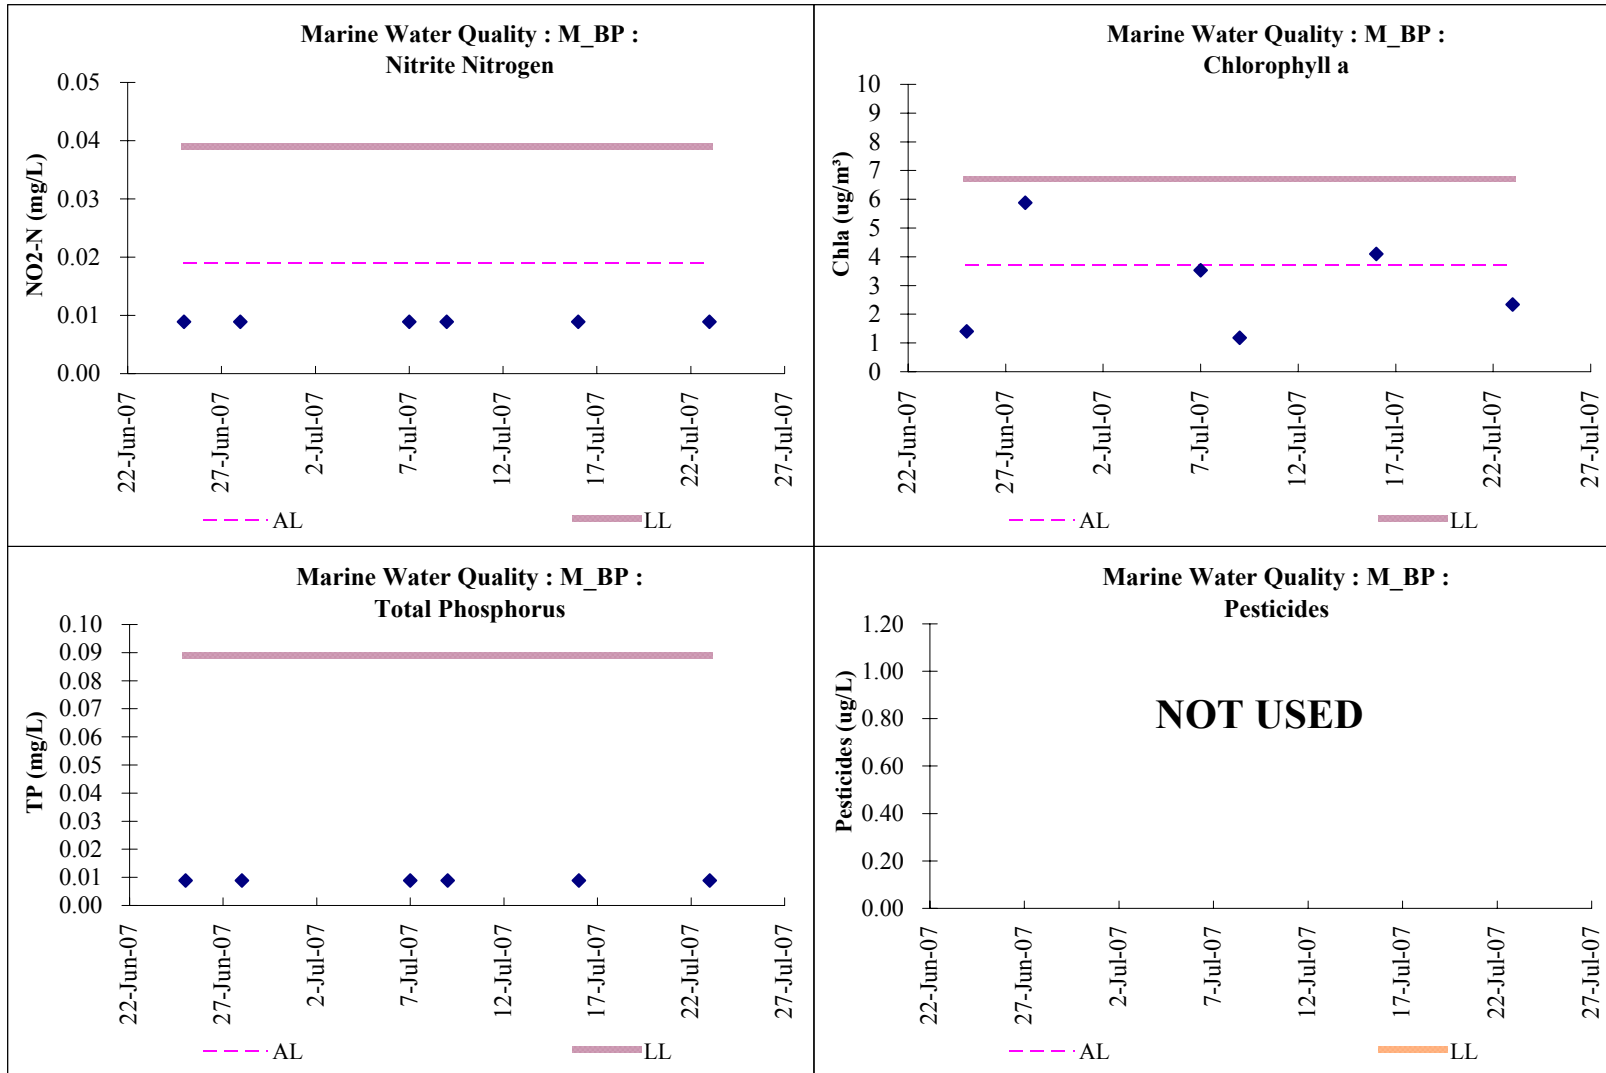 Marine Water Quality : M_BP :
Nitrite Nitrogen
NO2-N (mg/L)
0.05
0.04
0.03
0.02
0.01
0.00
22-Jun-07
27-Jun-07
2-Jul-07
7-Jul-07
12-Jul-07
17-Jul-07
22-Jul-07
27-Jul-07
AL
LL
Marine Water Quality : M_BP :
Chlorophyll a
Chla (ug/m³)
10
9
8
7
6
5
4
3
2
1
0
22-Jun-07
27-Jun-07
2-Jul-07
7-Jul-07
12-Jul-07
17-Jul-07
22-Jul-07
27-Jul-07
AL
LL
Marine Water Quality : M_BP :
Total Phosphorus
TP (mg/L)
0.10
0.09
0.08
0.07
0.06
0.05
0.04
0.03
0.02
0.01
0.00
22-Jun-07
27-Jun-07
2-Jul-07
7-Jul-07
12-Jul-07
17-Jul-07
22-Jul-07
27-Jul-07
AL
LL
Marine Water Quality : M_BP :
Pesticides
Pesticides (ug/L)
1.20
1.00
0.80
0.60
0.40
0.20
0.00
NOT USED
22-Jun-07
27-Jun-07
2-Jul-07
7-Jul-07
12-Jul-07
17-Jul-07
22-Jul-07
27-Jul-07
AL
LL